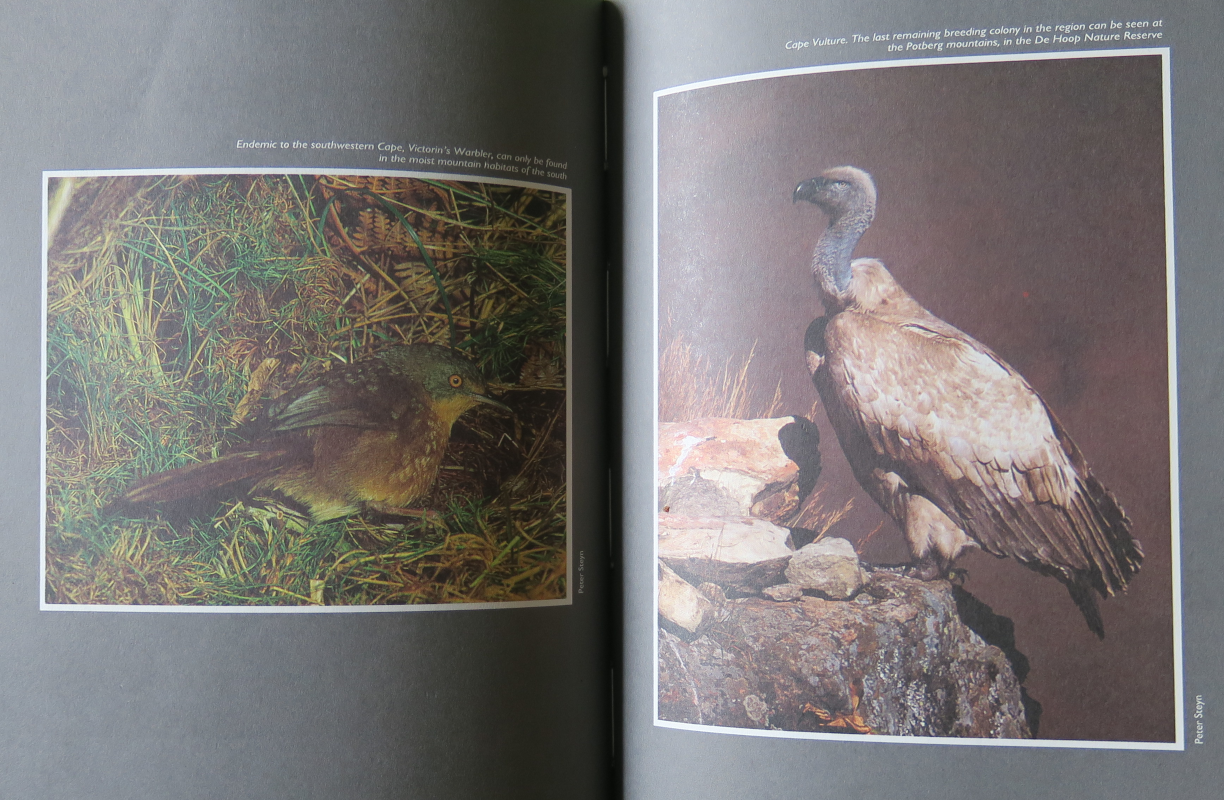 Endemic to the southwestern Cape, Victorin's Warbler, can only be found
in the moist mountain habitats of the south
Peter Steyn
Cape Vulture. The last remaining breeding colony in the region can be seen at
the Potberg mountains, in the De Hoop Nature Reserve
Peter Steyn